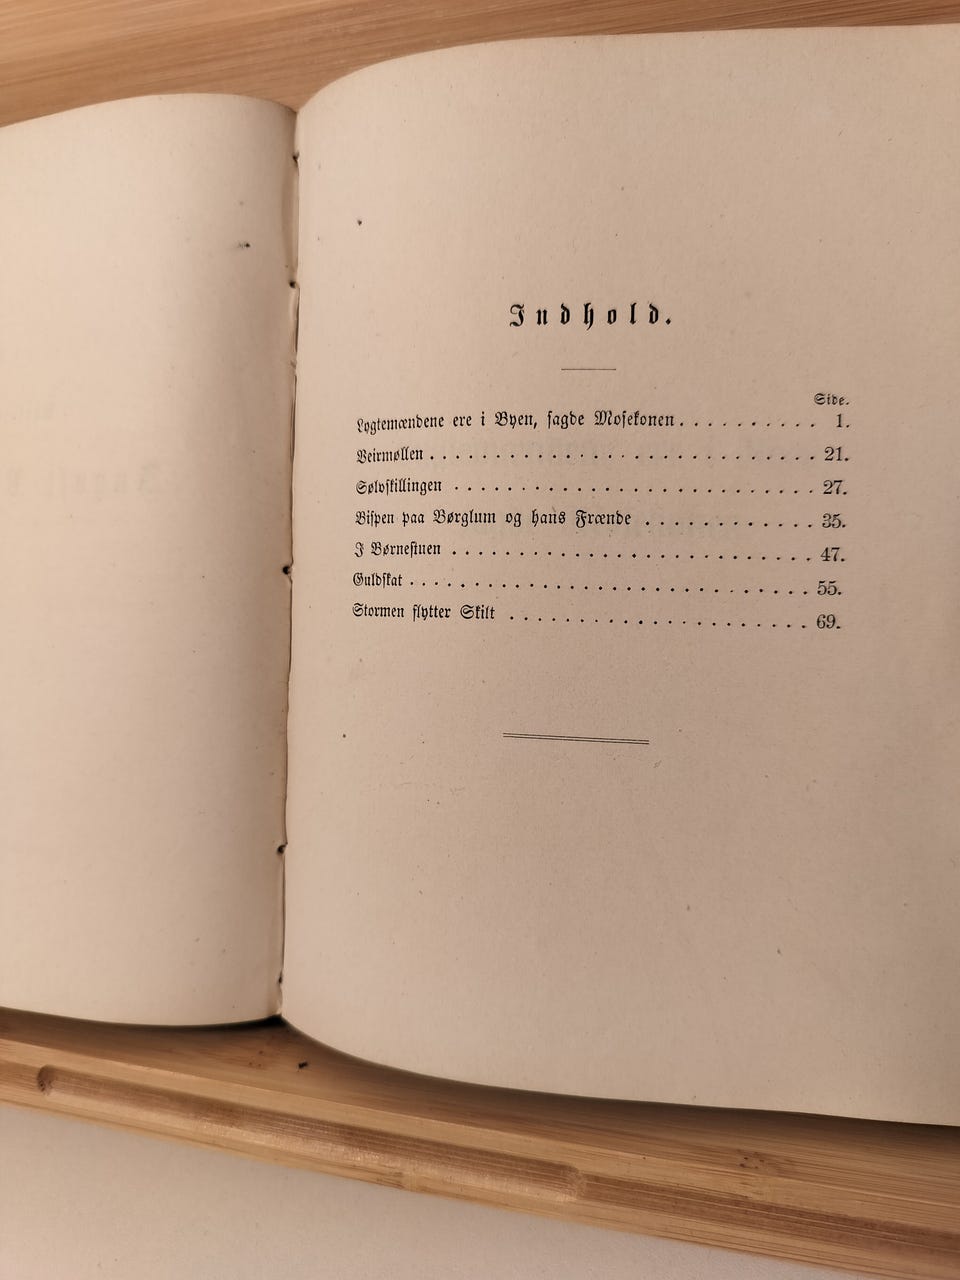 Indhold.
Side.
Lygtemændene ere i Byen, sagde Mosekonen . . . . . . . . . 1.
Veirmøllen . . . . . . . . . . . . . . . . . . . . . . . . . . 21.
Sølvskillingen . . . . . . . . . . . . . . . . . . . . . . . . 27.
Bispen paa Børglum og hans Frænde . . . . . . . . . . . 35.
I Børnestuen . . . . . . . . . . . . . . . . . . . . . . . . . 47.
Guldskat . . . . . . . . . . . . . . . . . . . . . . . . . . . 55.
Stormen flytter Skilt . . . . . . . . . . . . . . . . . . . . 69.